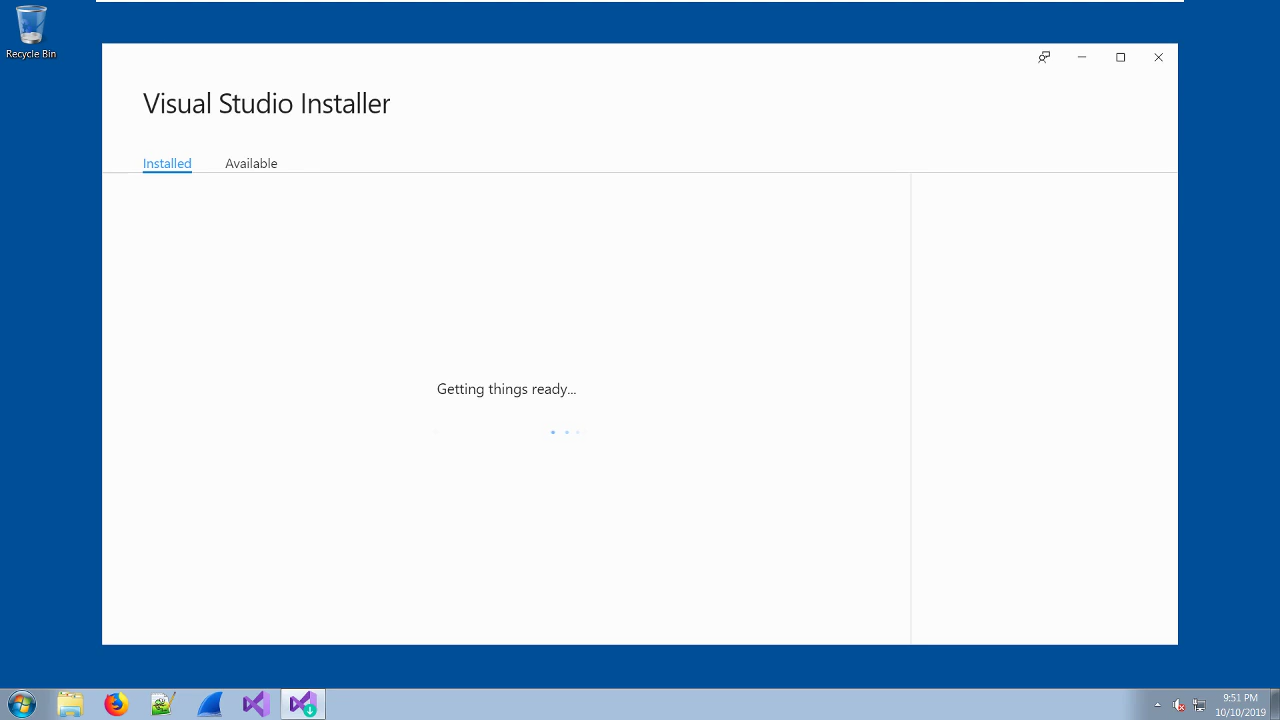 Recycle Bin
Visual Studio Installer
Installed
Available
Getting things ready...
9:51 PM
10/10/2019